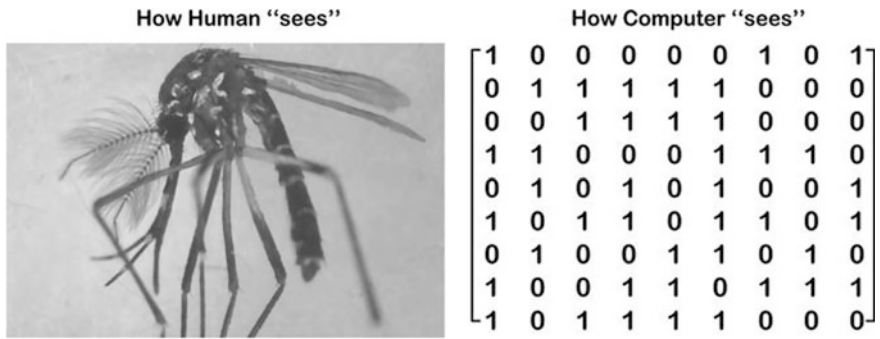 How Human “sees”
How Computer “sees”
1 0 0 0 0 0 1 0 1
0 1 1 1 1 1 0 0 0
0 0 1 1 1 1 0 0 0
1 1 0 0 0 1 1 1 0
0 1 0 1 0 1 0 0 1
1 0 1 1 0 1 1 0 1
0 1 0 0 1 1 0 1 0
1 0 0 1 1 0 1 1 1
1 0 1 1 1 1 0 0 0